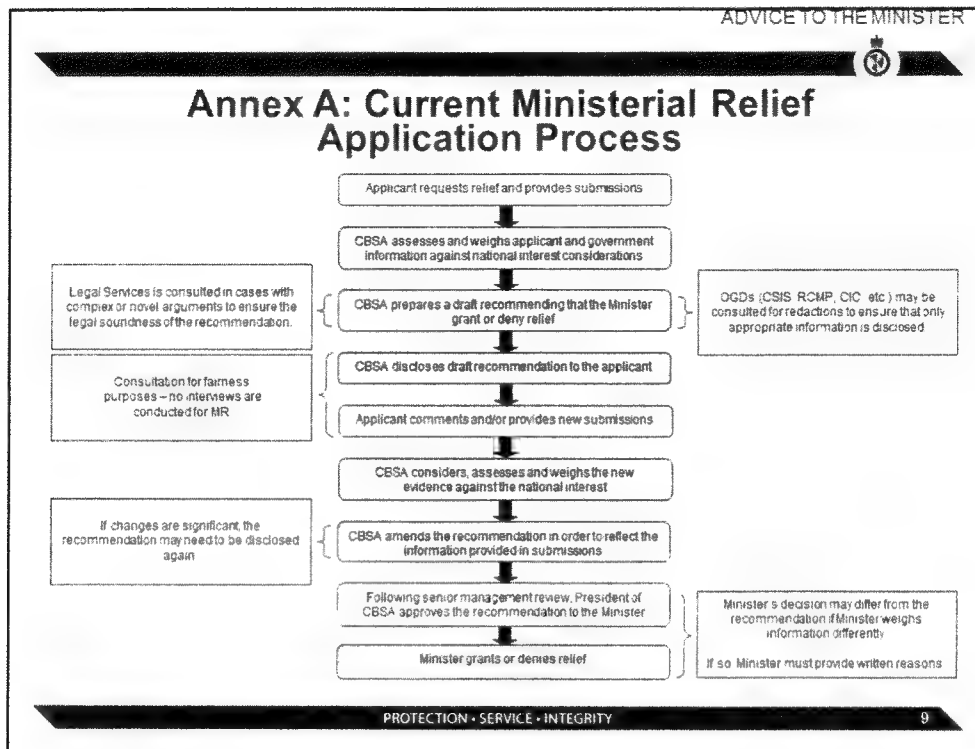 ADVICE TO THE MINISTER
Annex A: Current Ministerial Relief
Application Process
Applicant requests relief and provides submissions
CBSA assesses and weighs applicant and government
information against national interest considerations
Legal Services is consulted in cases with
complex or novel arguments to ensure the
legal soundness of the recommendation.
CBSA prepares a draft recommending that the Minister
grant or deny relief
OGDs (CSIS, RCMP, CIC, etc.) may be
consulted for redactions to ensure that only
appropriate information is disclosed
CBSA discloses draft recommendation to the applicant
Consultation for fairness
purposes – no interviews are
conducted for MR
Applicant comments and/or provides new submissions
CBSA considers, assesses and weighs the new
evidence against the national interest
If changes are significant, the
recommendation may need to be disclosed
again
CBSA amends the recommendation in order to reflect the
information provided in submissions
Following senior management review, President of
CBSA approves the recommendation to the Minister
Minister's decision may differ from the
recommendation if Minister weighs
information differently
If so, Minister must provide written reasons
Minister grants or denies relief
PROTECTION • SERVICE • INTEGRITY
9